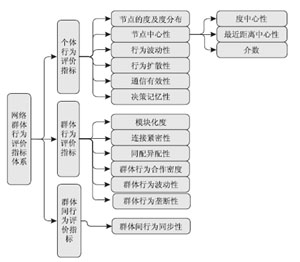 网络
群体
行为
评价
指标
体系
个体
行为
评价
指标
节点的度及度分布
节点中心性
行为波动性
行为扩散性
通信有效性
决策记忆性
度中心性
最近距离中心性
介数
群体
行为
评价
指标
模块化度
连接紧密性
同配异配性
群体行为合作密度
群体行为波动性
群体行为垄断性
群体
间行
为评
价指
标
群体间行为同步性